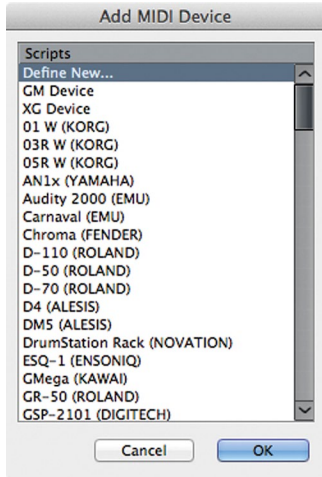 Add MIDI Device
Scripts
Define New...
GM Device
XG Device
01 W (KORG)
03R W (KORG)
05R W (KORG)
AN1x (YAMAHA)
Audity 2000 (EMU)
Carnaval (EMU)
Chroma (FENDER)
D-110 (ROLAND)
D-50 (ROLAND)
D-70 (ROLAND)
D4 (ALESIS)
DM5 (ALESIS)
DrumStation Rack (NOVATION)
ESQ-1 (ENSONIQ)
GMega (KAWAI)
GR-50 (ROLAND)
GSP-2101 (DIGITECH)
Cancel OK